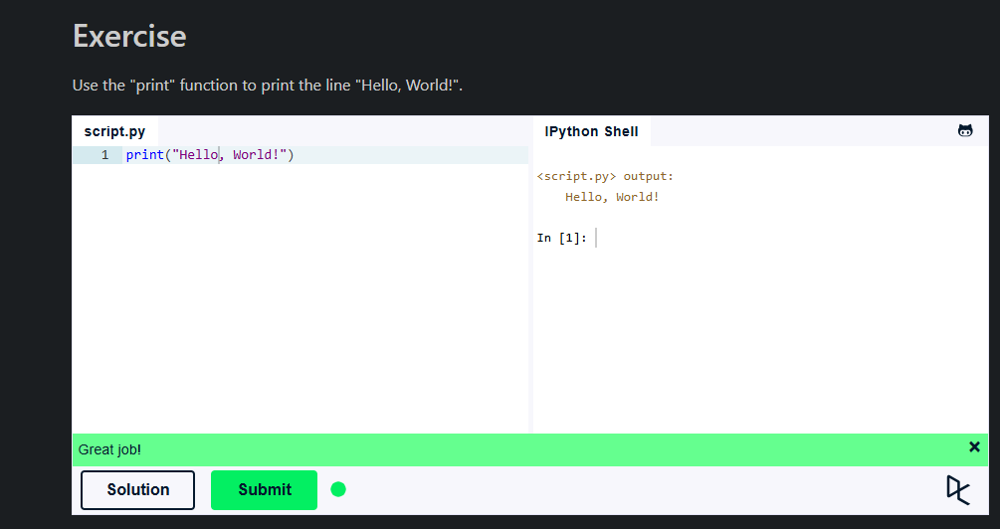 Exercise
Use the "print" function to print the line "Hello, World!".
script.py
IPython Shell
1 print("Hello, World!")
<script.py> output:
Hello, World!
In [1]:
Great job!
Solution
Submit